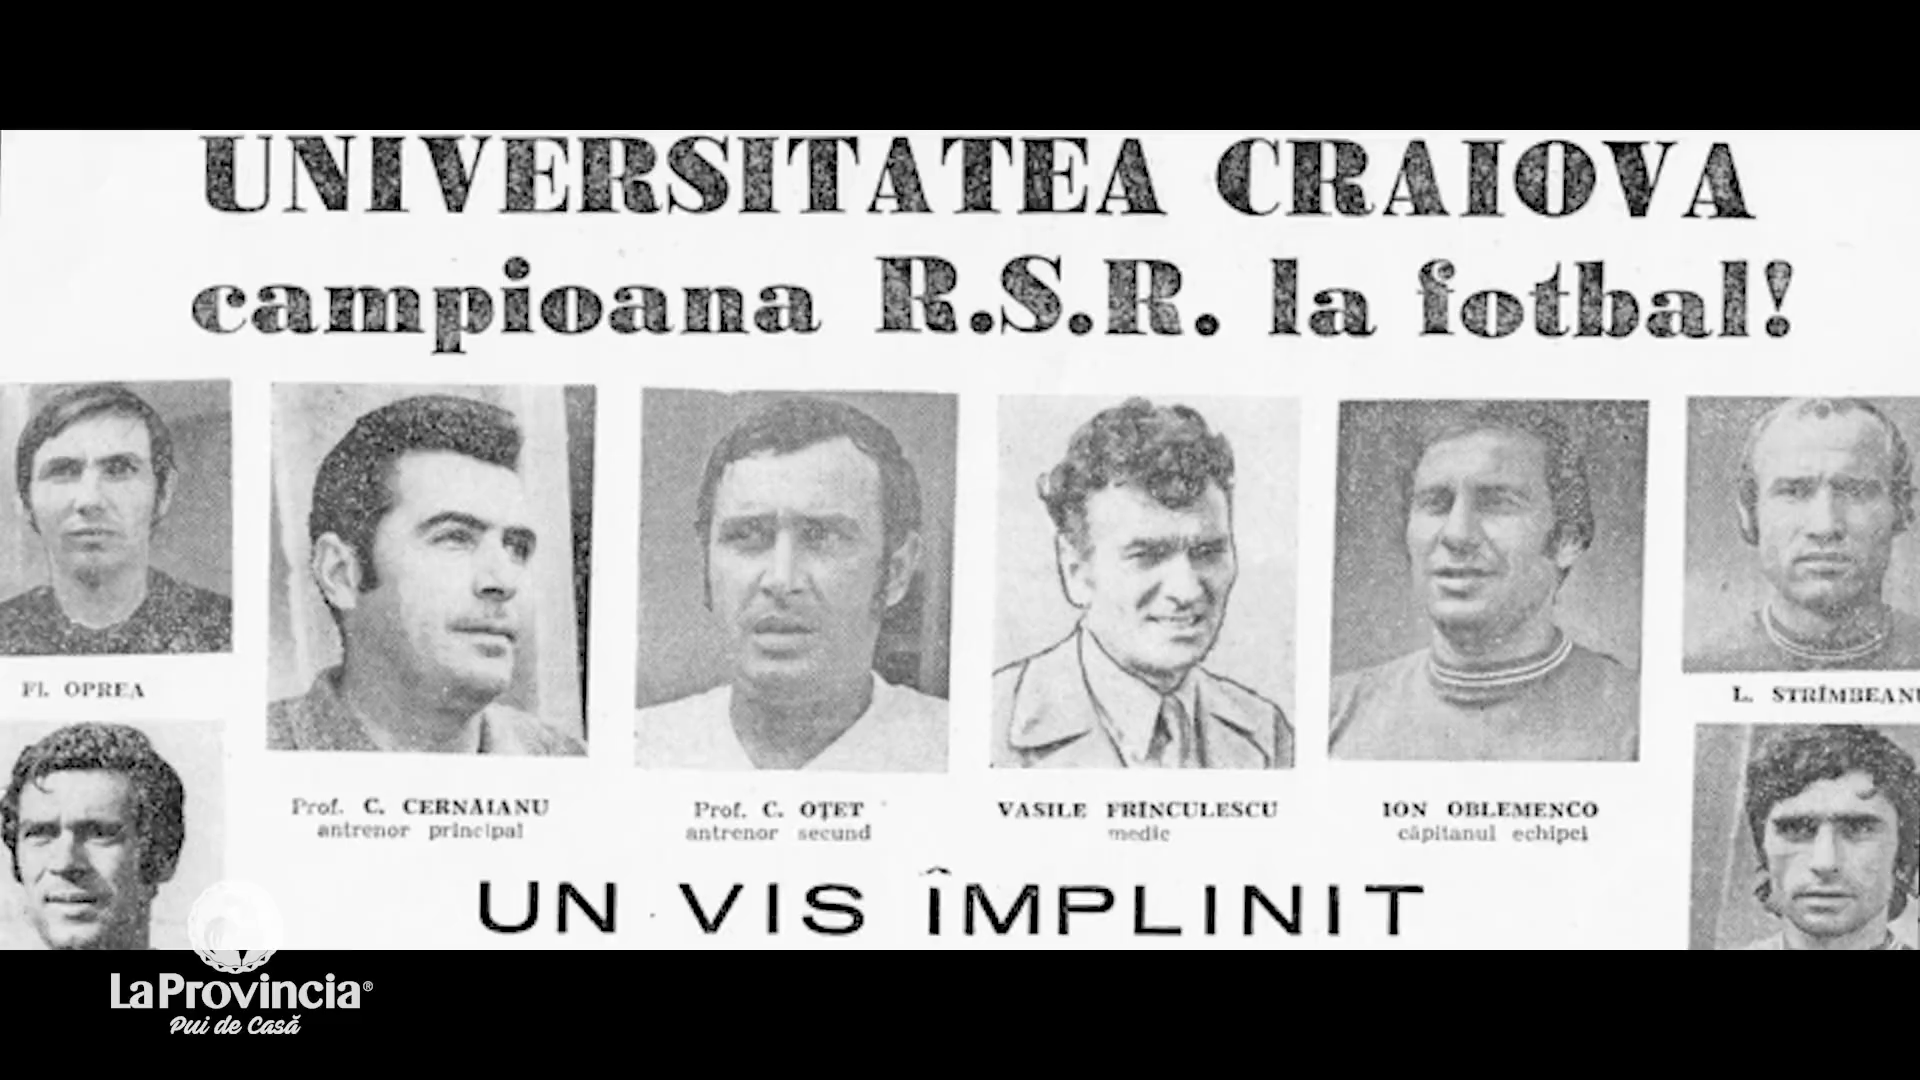 UNIVERSITATEA CRAIOVA
campioana R.S.R. la fotbal!
Fl. OPREA
L. STRÎMBEANU
Prof. C. CERNĂIANU
antrenor principal
Prof. C. OȚET
antrenor secund
VASILE FRÎNCULESCU
medic
ION OBLEMENCO
căpitanul echipei
UN VIS ÎMPLINIT
LaProvincia®
Pui de Casă